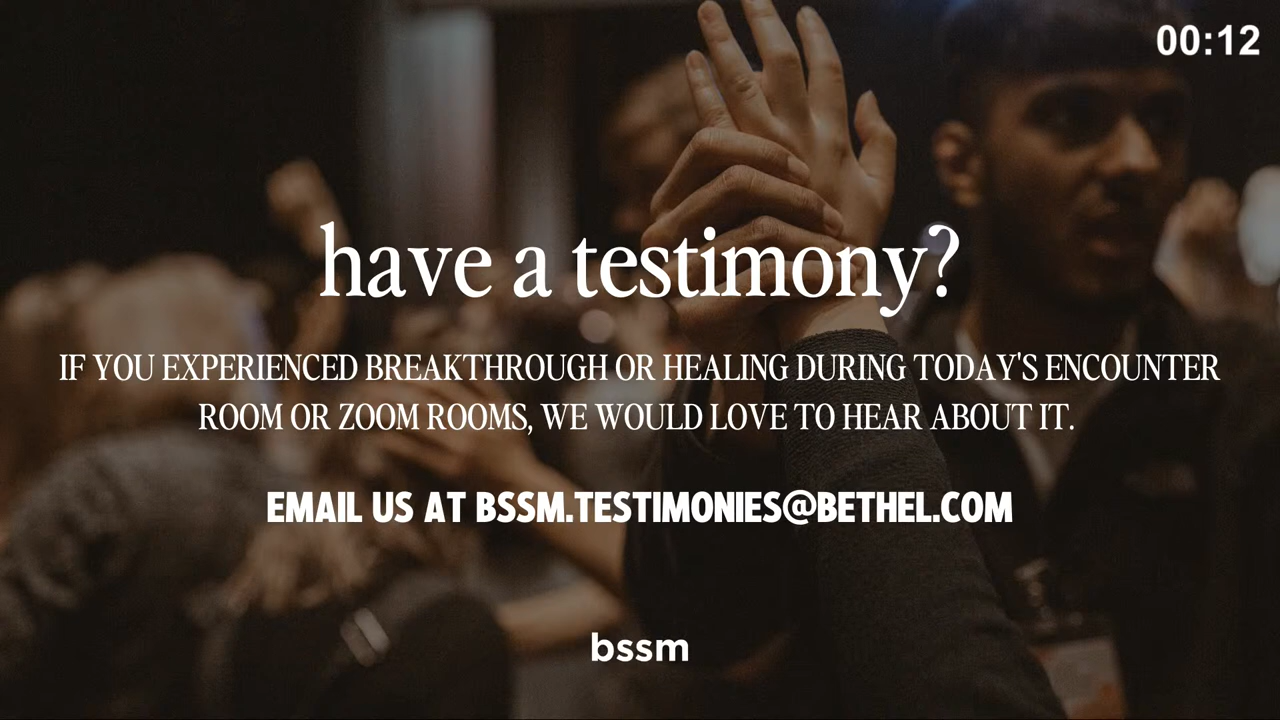 00:12
have a testimony?
IF YOU EXPERIENCED BREAKTHROUGH OR HEALING DURING TODAY'S ENCOUNTER
ROOM OR ZOOM ROOMS, WE WOULD LOVE TO HEAR ABOUT IT.
EMAIL US AT BSSM.TESTIMONIES@BETHEL.COM
bssm